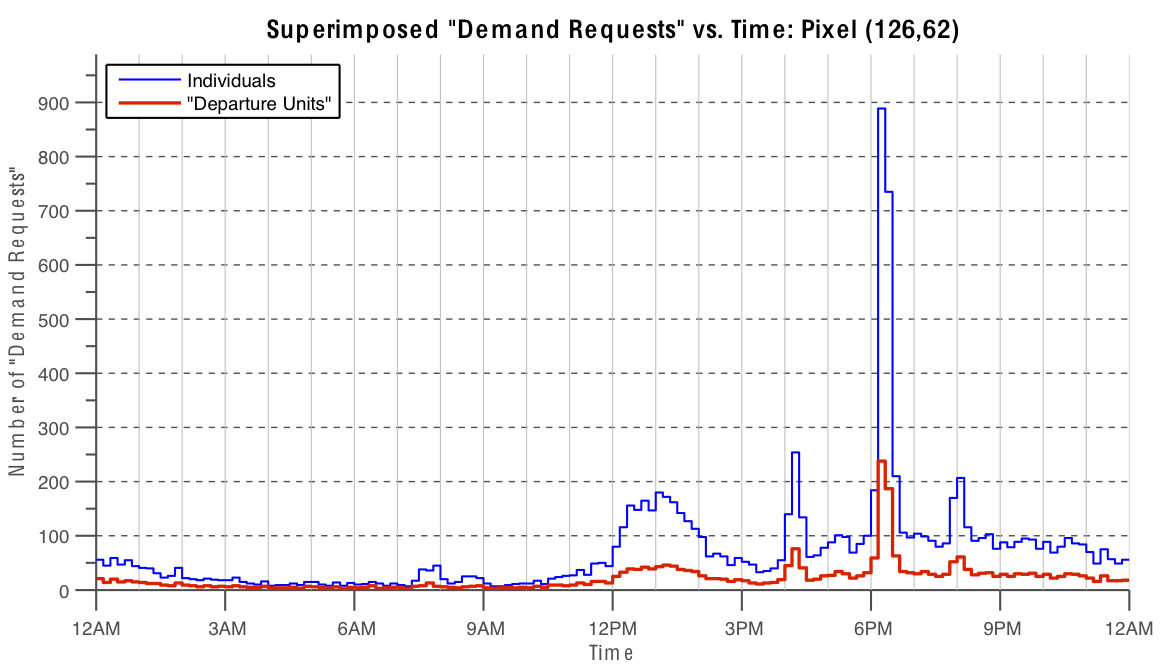 Superimposed "Demand Requests" vs. Time: Pixel (126,62)
Individuals
"Departure Units"
Number of "Demand Requests"
900
800
700
600
500
400
300
200
100
0
12AM 3AM 6AM 9AM 12PM 3PM 6PM 9PM 12AM
Time